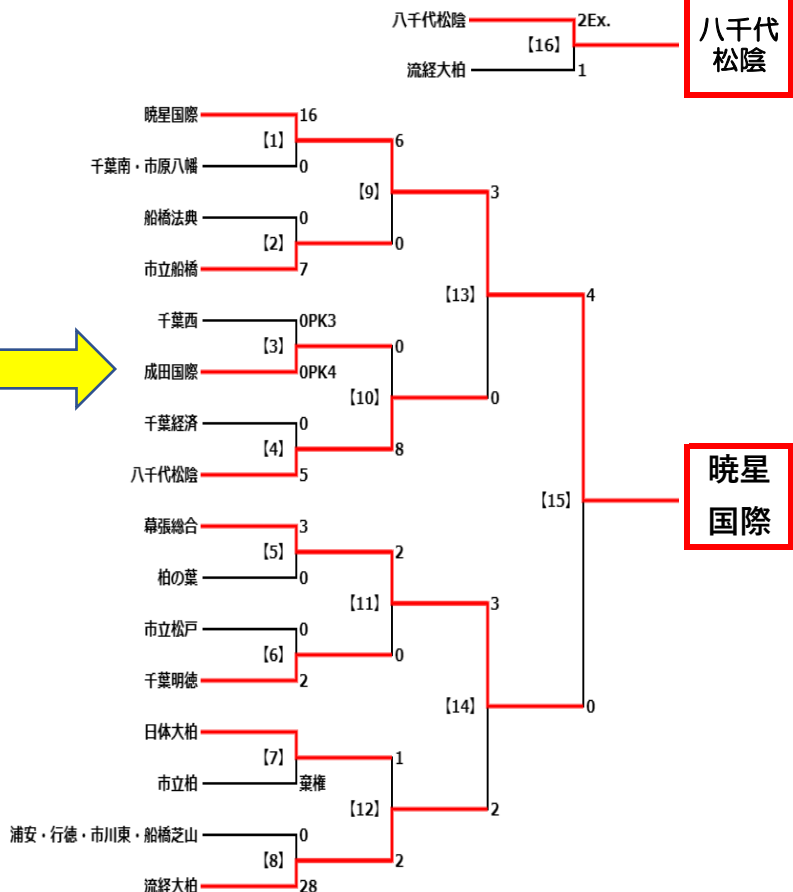 八千代松陰
2Ex.
【16】
流経大柏
1
八千代
松陰
暁星国際
16
【1】
6
千葉南・市原八幡
0
【9】
3
船橋法典
0
【2】
0
市立船橋
7
【13】
4
千葉西
0PK3
【3】
0
成田国際
0PK4
【10】
0
千葉経済
0
【4】
8
八千代松陰
5
【15】
暁星
国際
幕張総合
3
【5】
2
柏の葉
0
【11】
3
市立松戸
0
【6】
0
千葉明徳
2
【14】
0
日体大柏
【7】
1
市立柏
棄権
【12】
2
浦安・行徳・市川東・船橋芝山
0
【8】
2
流経大柏
28